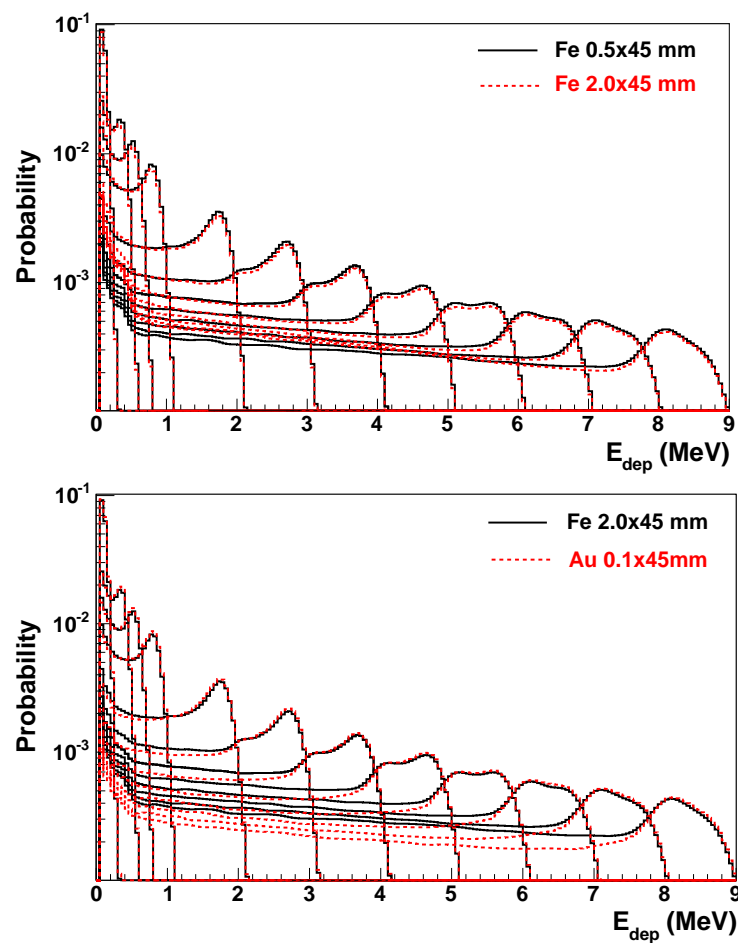 10^-1
Fe 0.5x45 mm
Fe 2.0x45 mm
10^-2
Probability
10^-3
0 1 2 3 4 5 6 7 8 9
E_dep (MeV)
10^-1
Fe 2.0x45 mm
Au 0.1x45mm
10^-2
Probability
10^-3
0 1 2 3 4 5 6 7 8 9
E_dep (MeV)